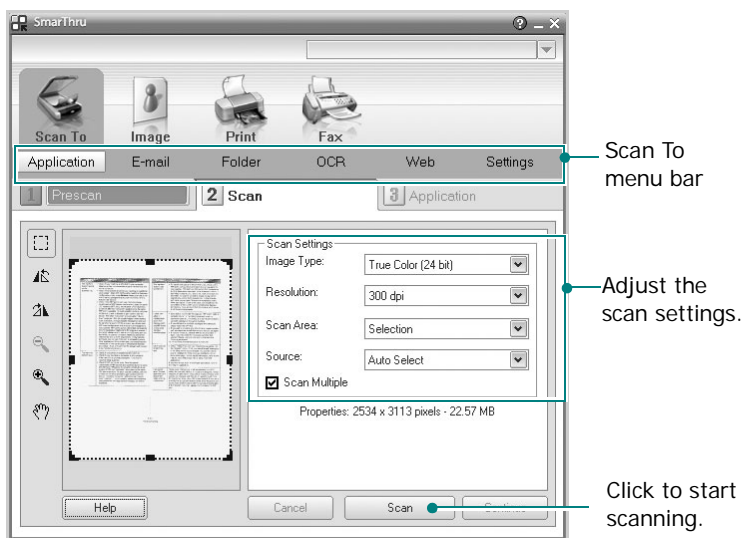 SmarThru
Scan To
Image
Print
Fax
Application
E-mail
Folder
OCR
Web
Settings
Scan To
menu bar
1 Prescan
2 Scan
3 Application
Scan Settings
Image Type:
True Color (24 bit)
Resolution:
300 dpi
Scan Area:
Selection
Source:
Auto Select
Scan Multiple
Adjust the
scan settings.
Properties: 2534 x 3113 pixels - 22.57 MB
Help
Cancel
Scan
Click to start
scanning.